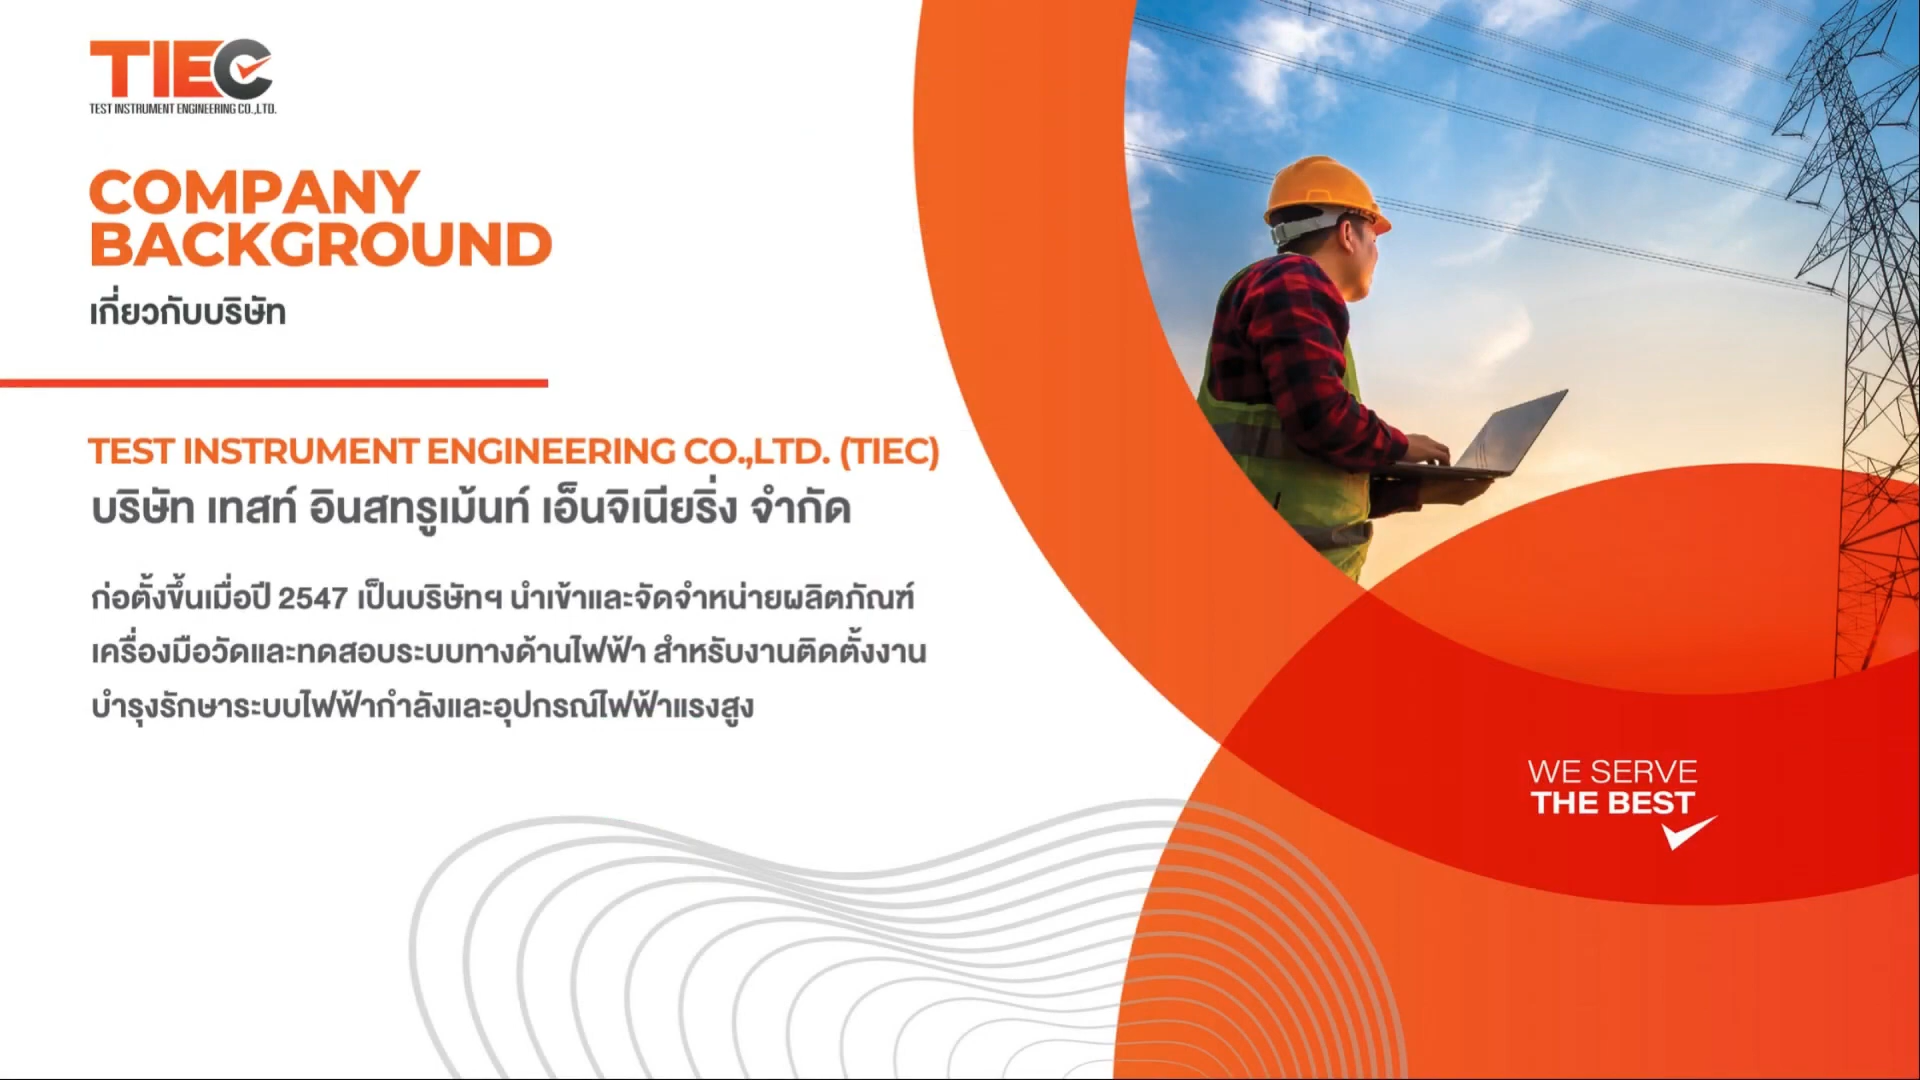 TIEC
TEST INSTRUMENT ENGINEERING CO.,LTD.
COMPANY
BACKGROUND
เกี่ยวกับบริษัท
TEST INSTRUMENT ENGINEERING CO.,LTD. (TIEC)
บริษัท เทสท์ อินสทรูเม้นท์ เอ็นจิเนียริ่ง จำกัด
ก่อตั้งขึ้นเมื่อปี 2547 เป็นบริษัทฯ นำเข้าและจัดจำหน่ายผลิตภัณฑ์
เครื่องมือวัดและทดสอบระบบทางด้านไฟฟ้า สำหรับงานติดตั้งงาน
บำรุงรักษาระบบไฟฟ้ากำลังและอุปกรณ์ไฟฟ้าแรงสูง
WE SERVE
THE BEST